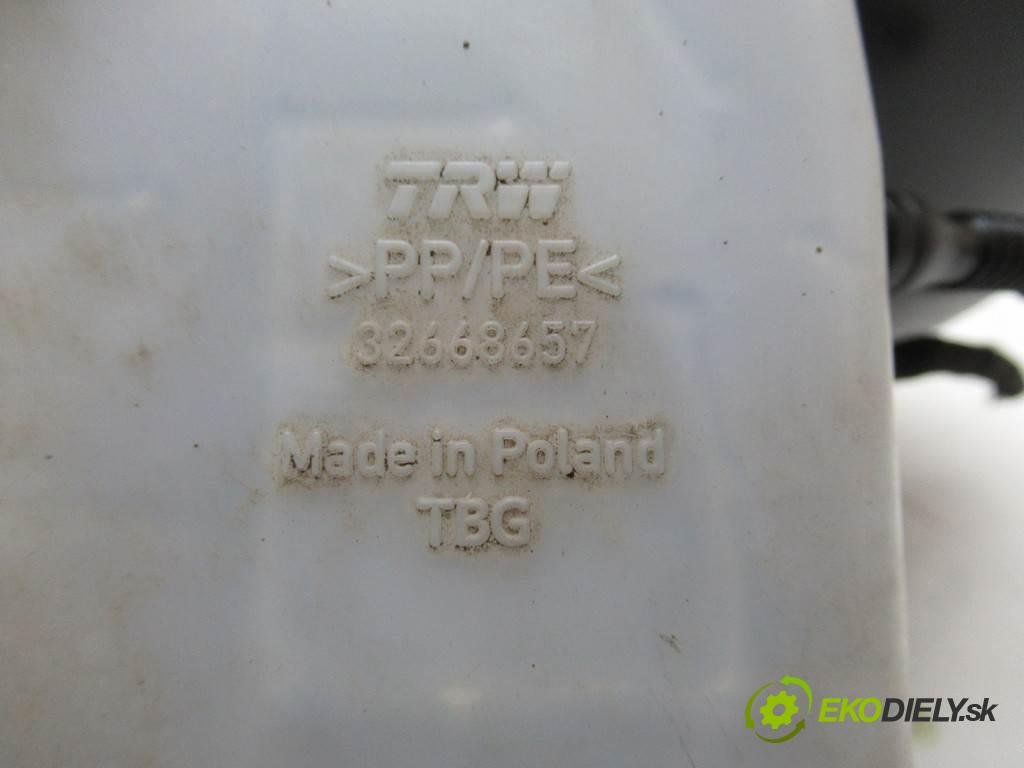 TRW
>PP/PE<
32668657
Made in Poland
TBG
EKODIELY.sk